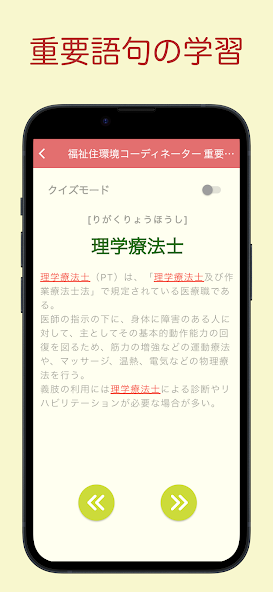 重要語句の学習
福祉住環境コーディネーター 重要…
クイズモード
[りがくりょうほうし]
理学療法士
理学療法士（PT）は、「理学療法士及び作
業療法士法」で規定されている医療職であ
る。
医師の指示の下に、身体に障害のある人に
対して、主としてその基本的動作能力の回
復を図るため、筋力の増強などの運動療法
や、マッサージ、温熱、電気などの物理療
法を行う。
義肢の利用には理学療法士による診断やリ
ハビリテーションが必要な場合が多い。